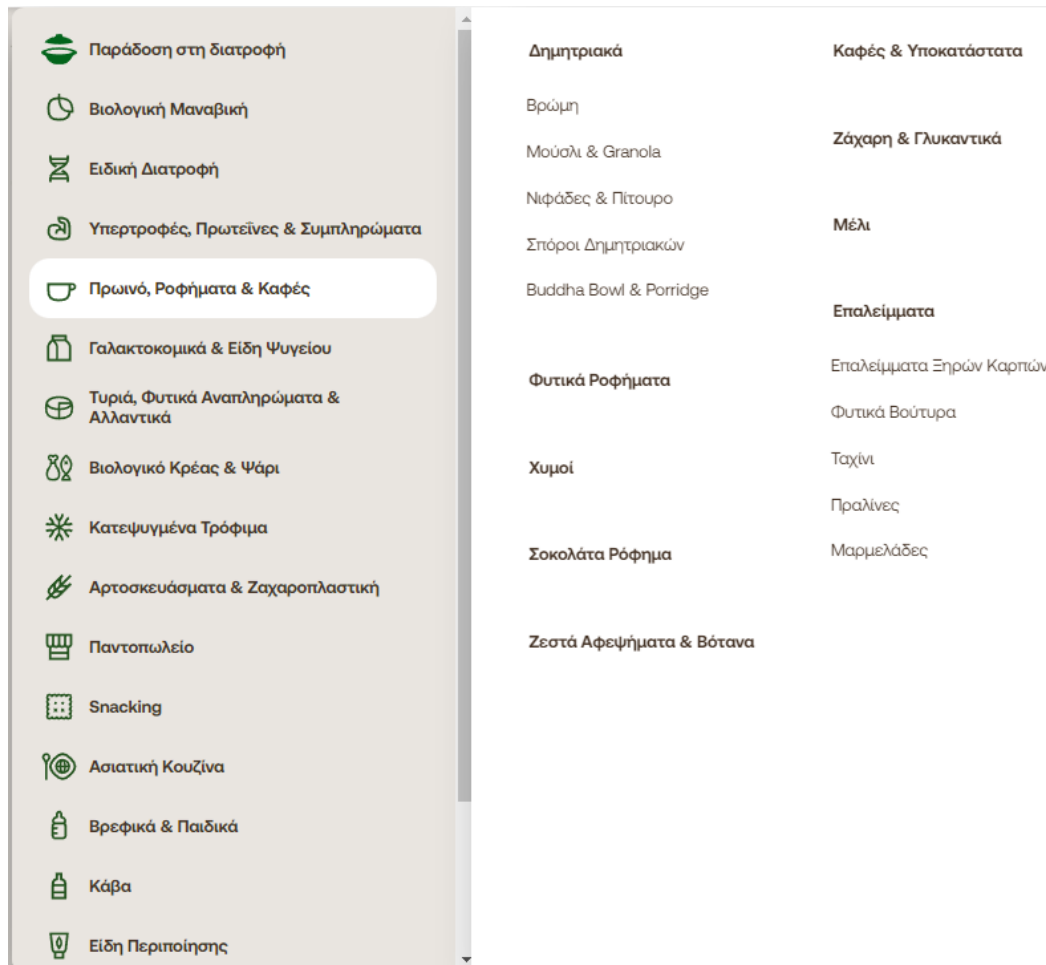 Παράδοση στη διατροφή
Βιολογική Μαναβική
Ειδική Διατροφή
Υπερτροφές, Πρωτεΐνες & Συμπληρώματα
Πρωινό, Ροφήματα & Καφές
Γαλακτοκομικά & Είδη Ψυγείου
Τυριά, Φυτικά Αναπληρώματα &
Αλλαντικά
Βιολογικό Κρέας & Ψάρι
Κατεψυγμένα Τρόφιμα
Αρτοσκευάσματα & Ζαχαροπλαστική
Παντοπωλείο
Snacking
Ασιατική Κουζίνα
Βρεφικά & Παιδικά
Κάβα
Είδη Περιποίησης
Δημητριακά
Βρώμη
Μούσλι & Granola
Νιφάδες & Πίτουρο
Σπόροι Δημητριακών
Buddha Bowl & Porridge
Φυτικά Ροφήματα
Χυμοί
Σοκολάτα Ρόφημα
Ζεστά Αφεψήματα & Βότανα
Καφές & Υποκατάστατα
Ζάχαρη & Γλυκαντικά
Μέλι
Επαλείμματα
Επαλείμματα Ξηρών Καρπών
Φυτικά Βούτυρα
Ταχίνι
Πραλίνες
Μαρμελάδες